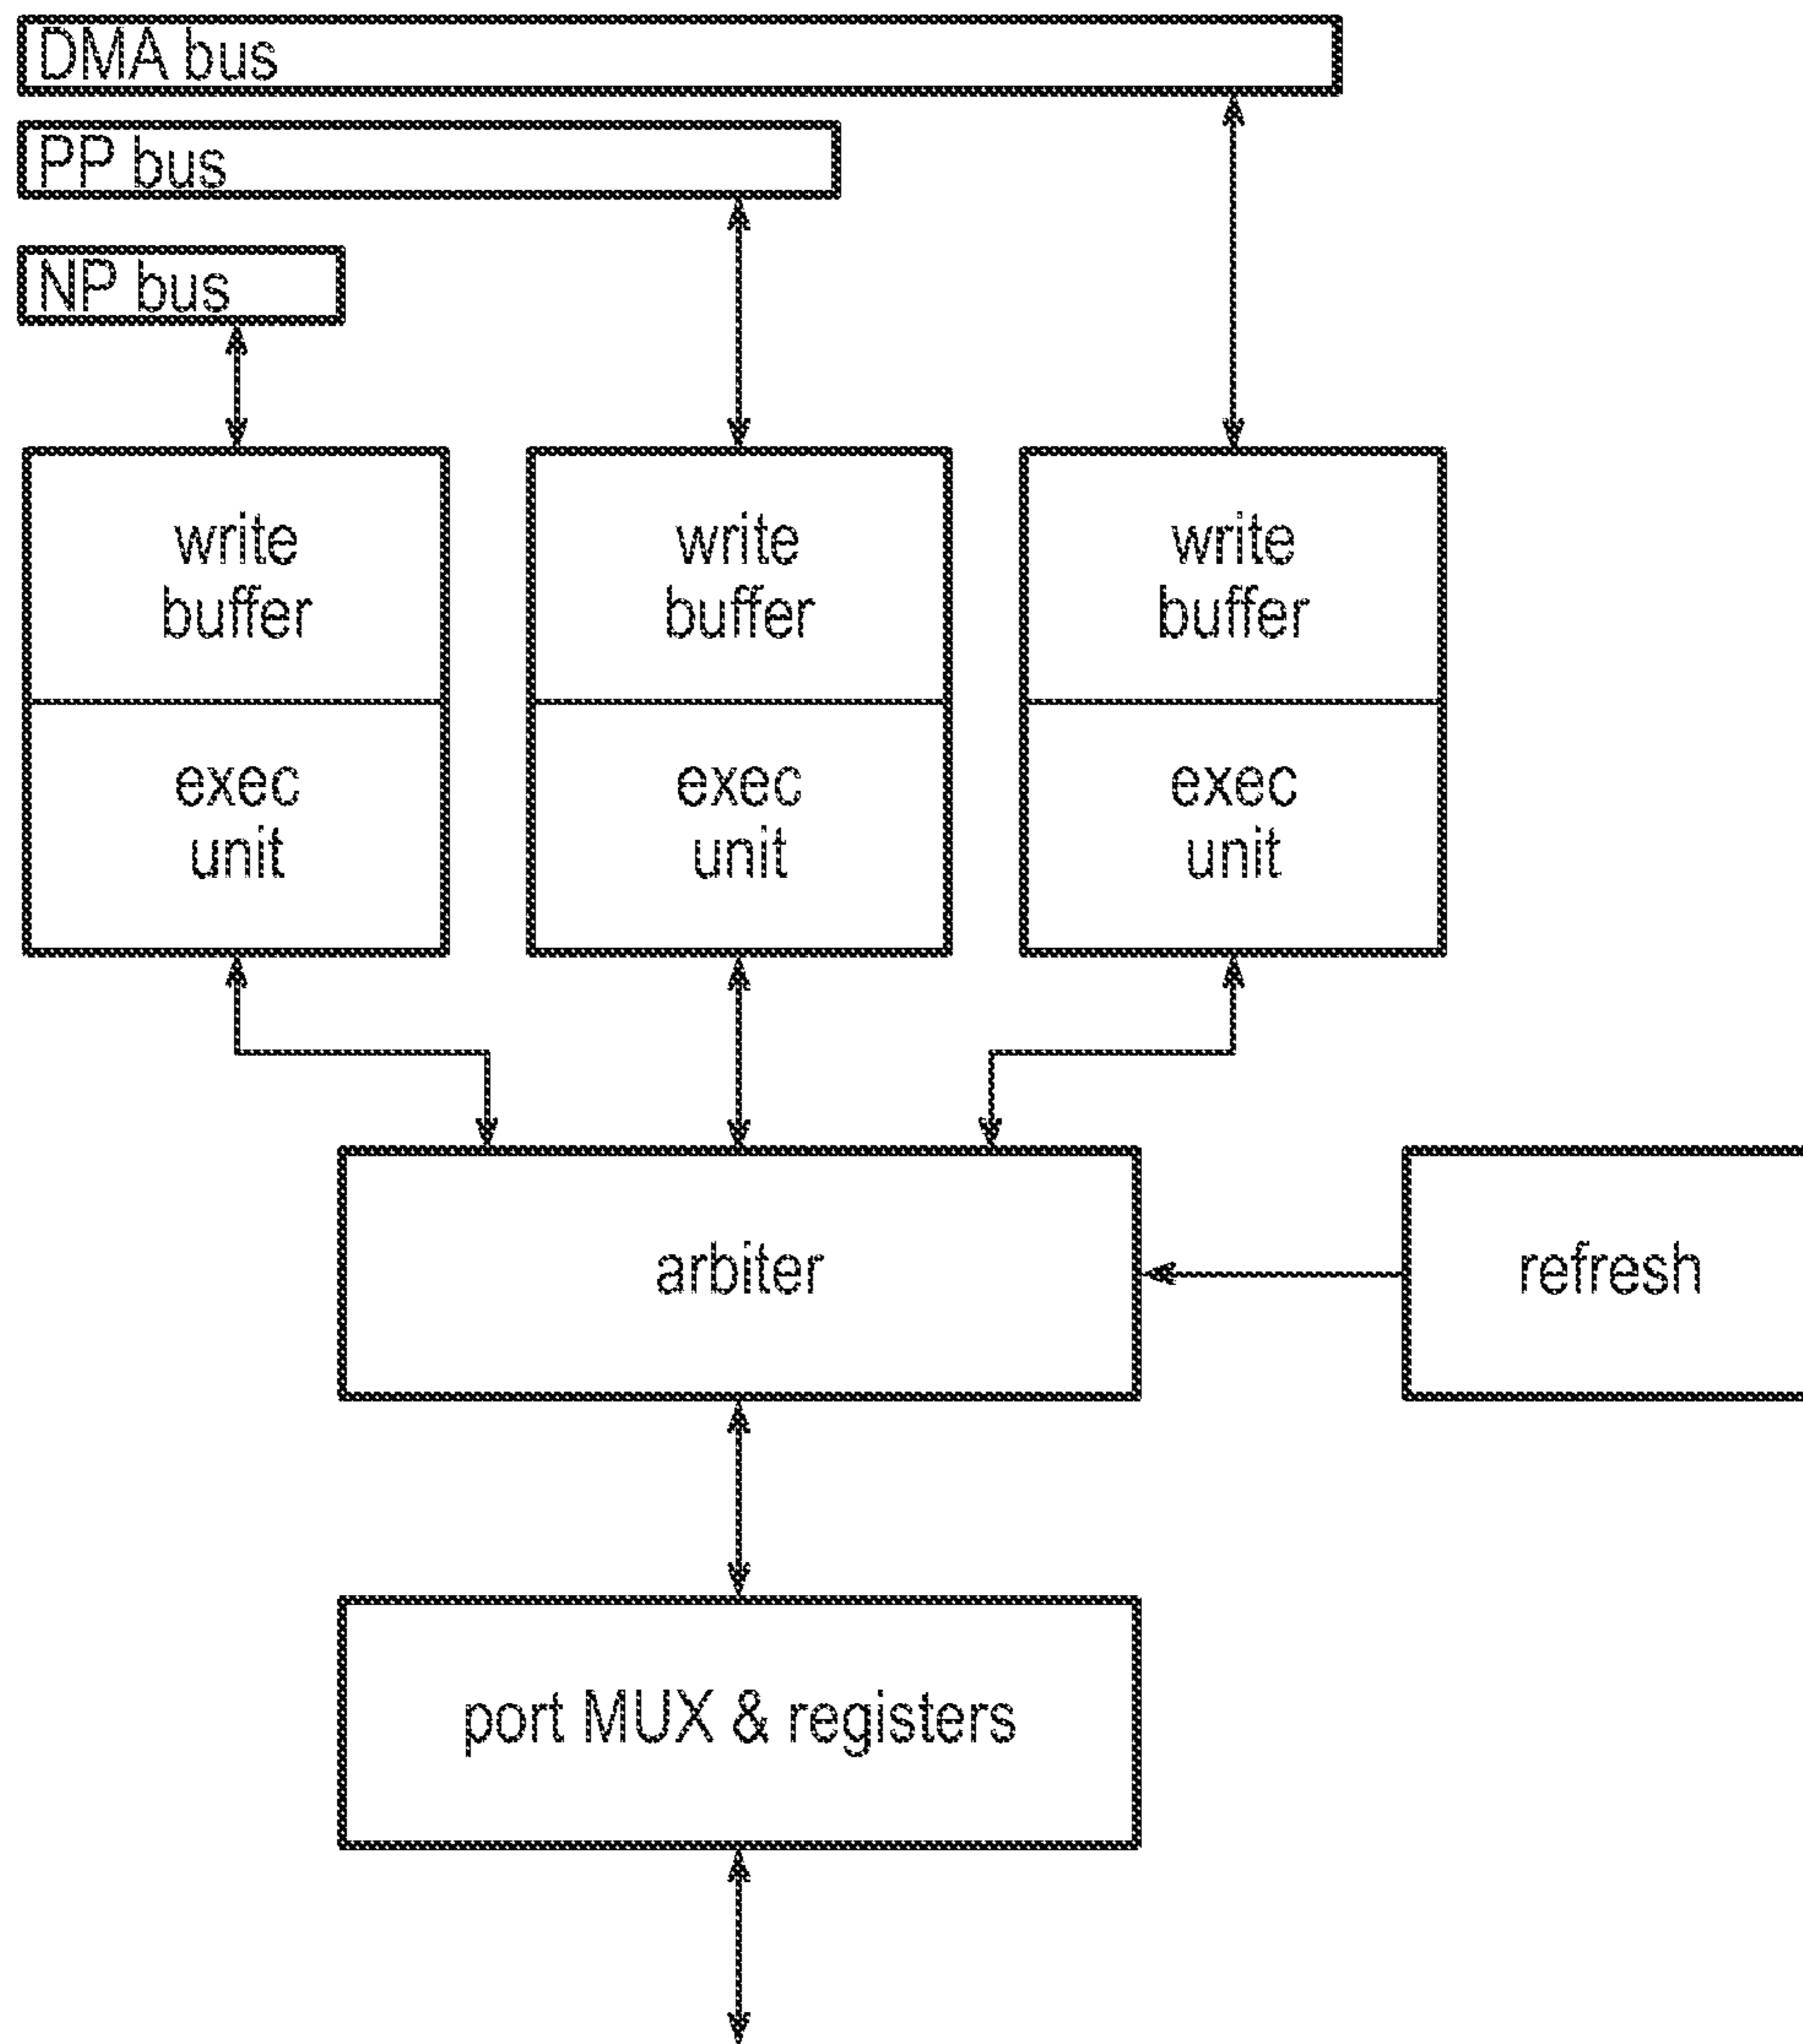 DMA bus
PP bus
NP bus
write
buffer
write
buffer
write
buffer
exec
unit
exec
unit
exec
unit
arbiter
refresh
port MUX & registers